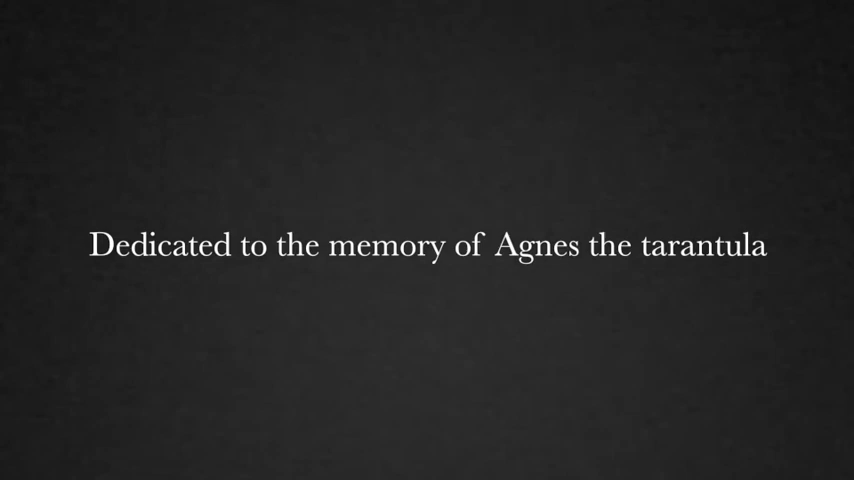 Dedicated to the memory of Agnes the tarantula